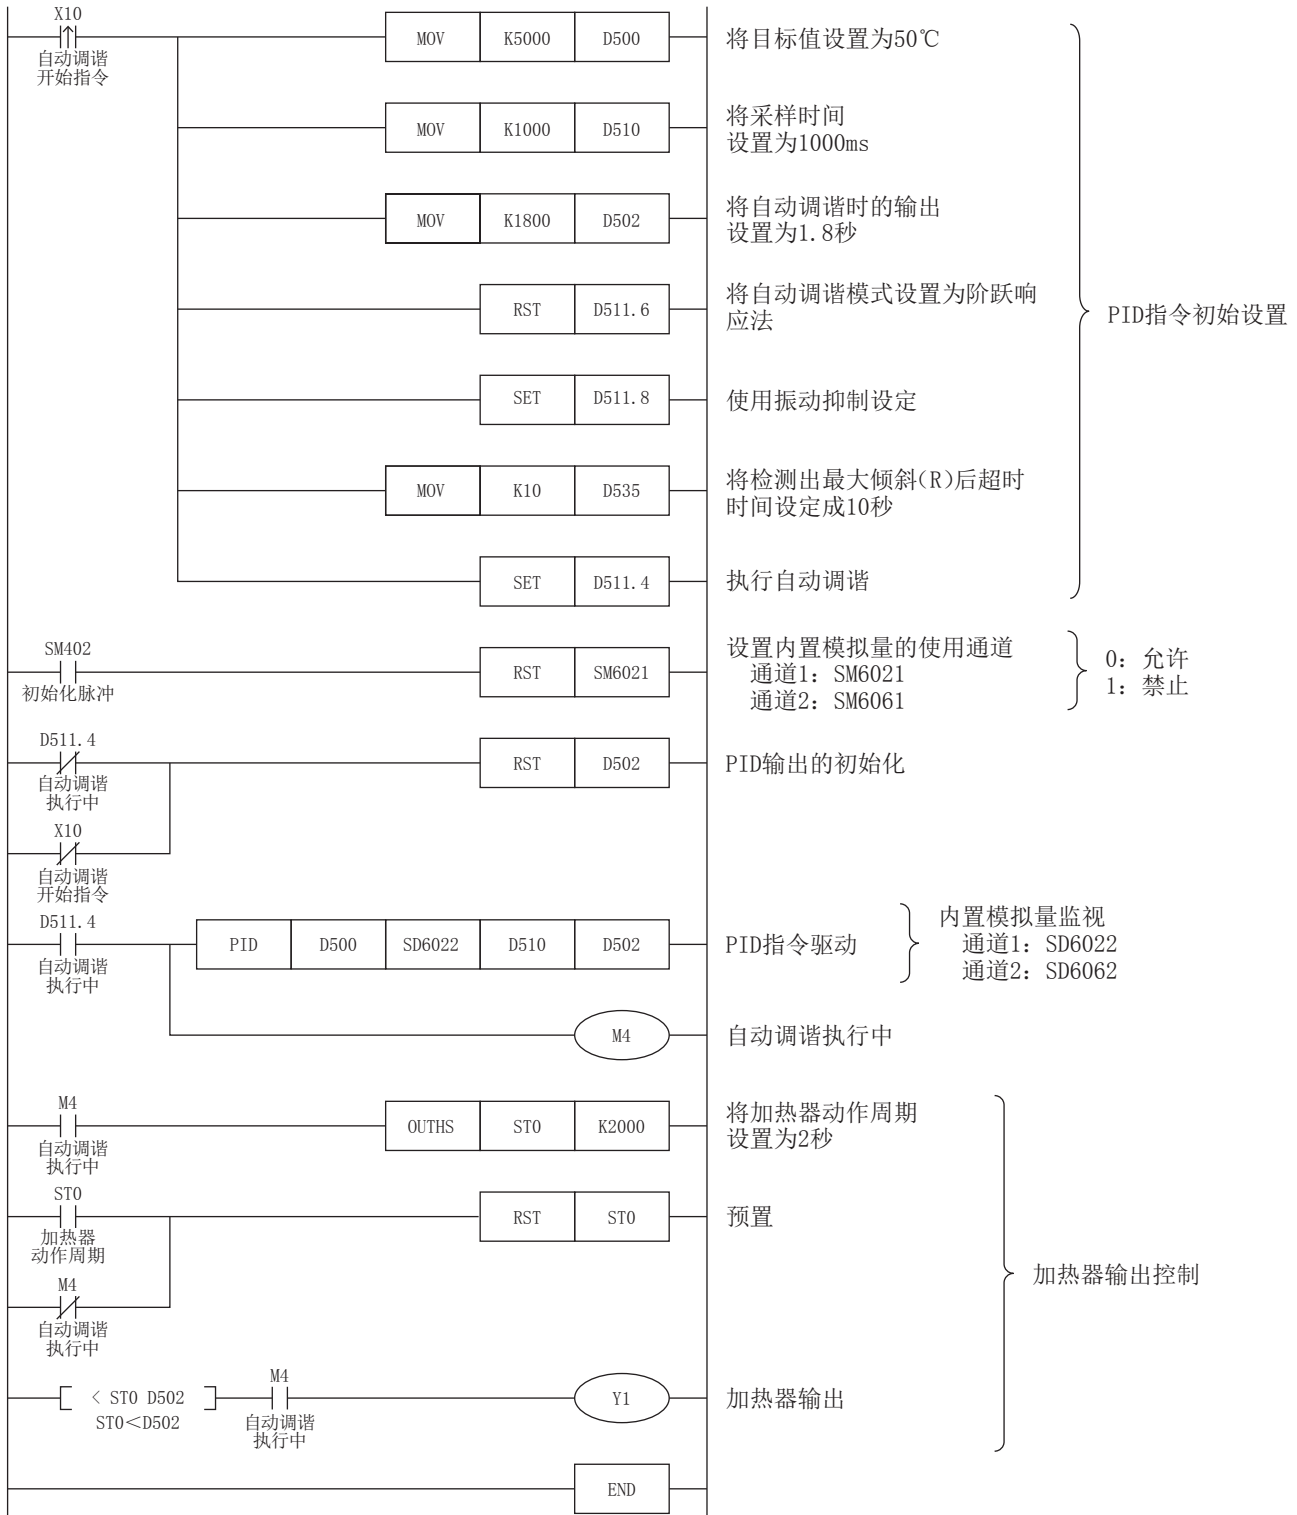 X10
自动调谐
开始指令
MOV K5000 D500
将目标值设置为50℃
MOV K1000 D510
将采样时间
设置为1000ms
MOV K1800 D502
将自动调谐时的输出
设置为1.8秒
RST D511.6
将自动调谐模式设置为阶跃响
应法
SET D511.8
使用振动抑制设定
MOV K10 D535
将检测出最大倾斜(R)后超时
时间设定成10秒
SET D511.4
执行自动调谐
PID指令初始设置
SM402
初始化脉冲
RST SM6021
设置内置模拟量的使用通道
通道1：SM6021
通道2：SM6061
0：允许
1：禁止
D511.4
自动调谐
执行中
RST D502
PID输出的初始化
X10
自动调谐
开始指令
D511.4
自动调谐
执行中
PID D500 SD6022 D510 D502
PID指令驱动
内置模拟量监视
通道1：SD6022
通道2：SD6062
M4
自动调谐执行中
M4
自动调谐
执行中
OUTHS ST0 K2000
将加热器动作周期
设置为2秒
ST0
加热器
动作周期
RST ST0
预置
M4
自动调谐
执行中
加热器输出控制
< ST0 D502
ST0＜D502
M4
自动调谐
执行中
Y1
加热器输出
END